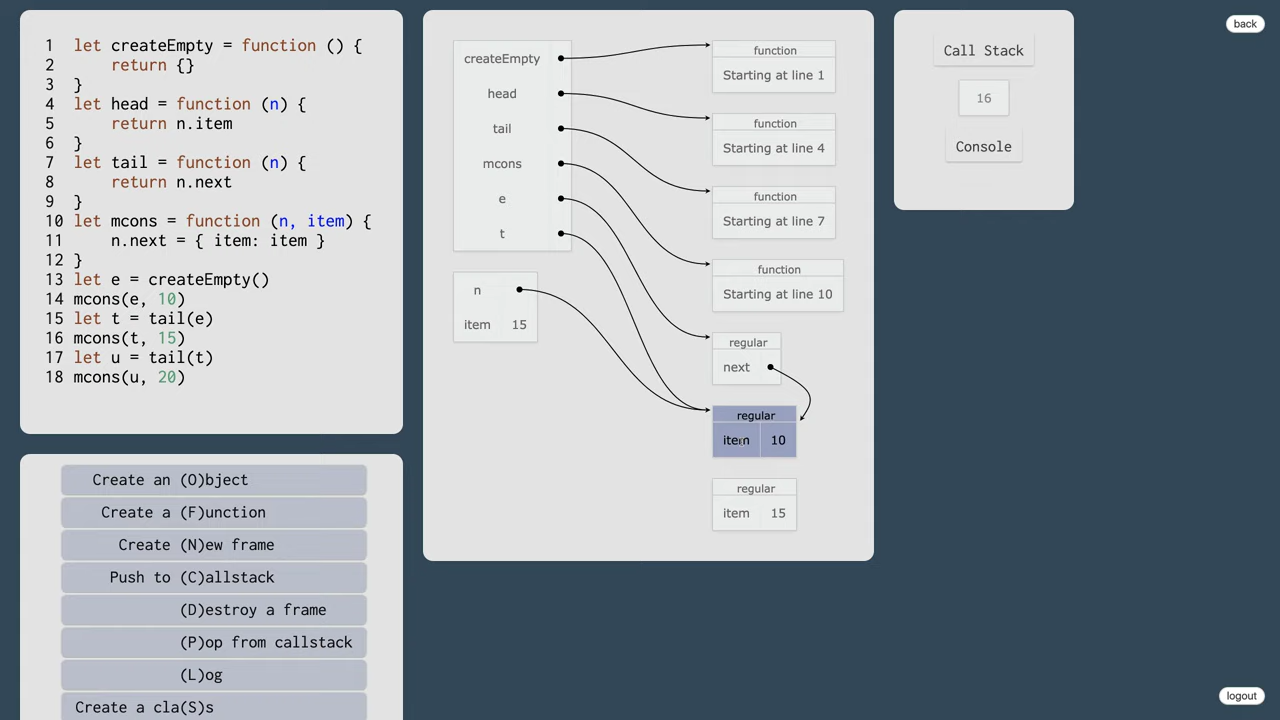 1 let createEmpty = function () {
2     return {}
3 }
4 let head = function (n) {
5     return n.item
6 }
7 let tail = function (n) {
8     return n.next
9 }
10 let mcons = function (n, item) {
11     n.next = { item: item }
12 }
13 let e = createEmpty()
14 mcons(e, 10)
15 let t = tail(e)
16 mcons(t, 15)
17 let u = tail(t)
18 mcons(u, 20)
Create an (O)bject
Create a (F)unction
Create (N)ew frame
Push to (C)allstack
(D)estroy a frame
(P)op from callstack
(L)og
Create a cla(S)s
createEmpty
head
tail
mcons
e
t
n
item 15
function
Starting at line 1
function
Starting at line 4
function
Starting at line 7
function
Starting at line 10
regular
next
regular
item 10
regular
item 15
Call Stack
16
Console
back
logout